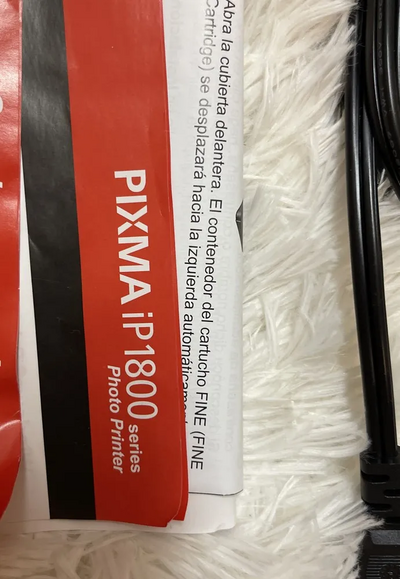 Abra la cubierta delantera. El contenedor del cartucho FINE (FINE
Cartridge) se desplazará hacia la izquierda
PIXMA iP1800
series
Photo Printer